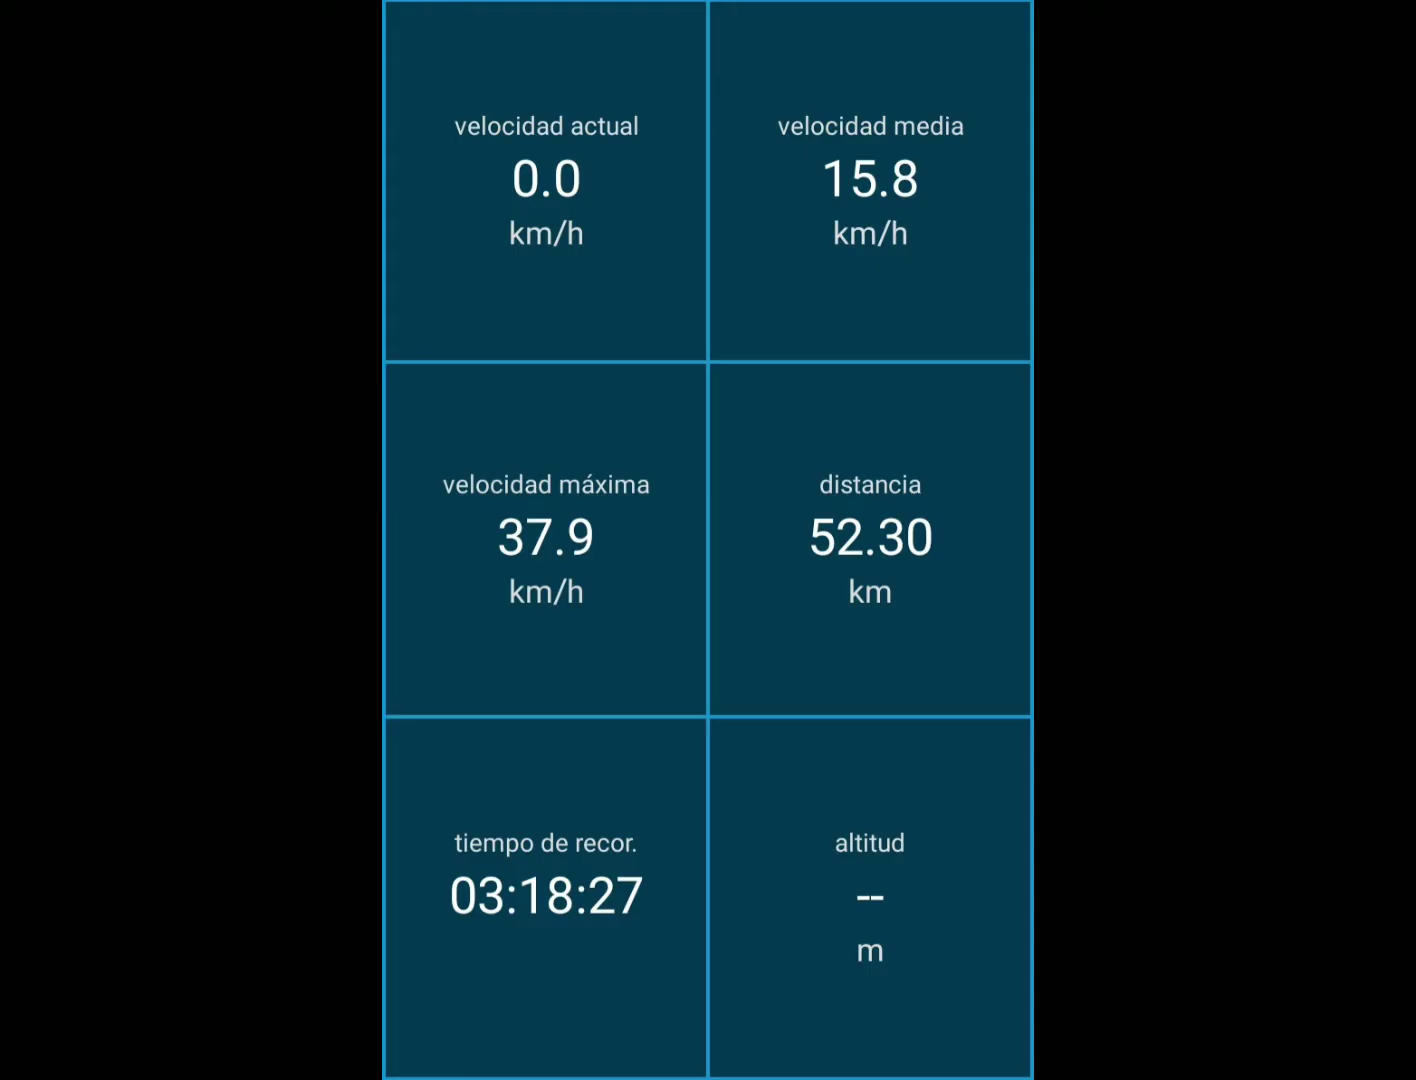 velocidad actual
0.0
km/h
velocidad media
15.8
km/h
velocidad máxima
37.9
km/h
distancia
52.30
km
tiempo de recor.
03:18:27
altitud
--
m